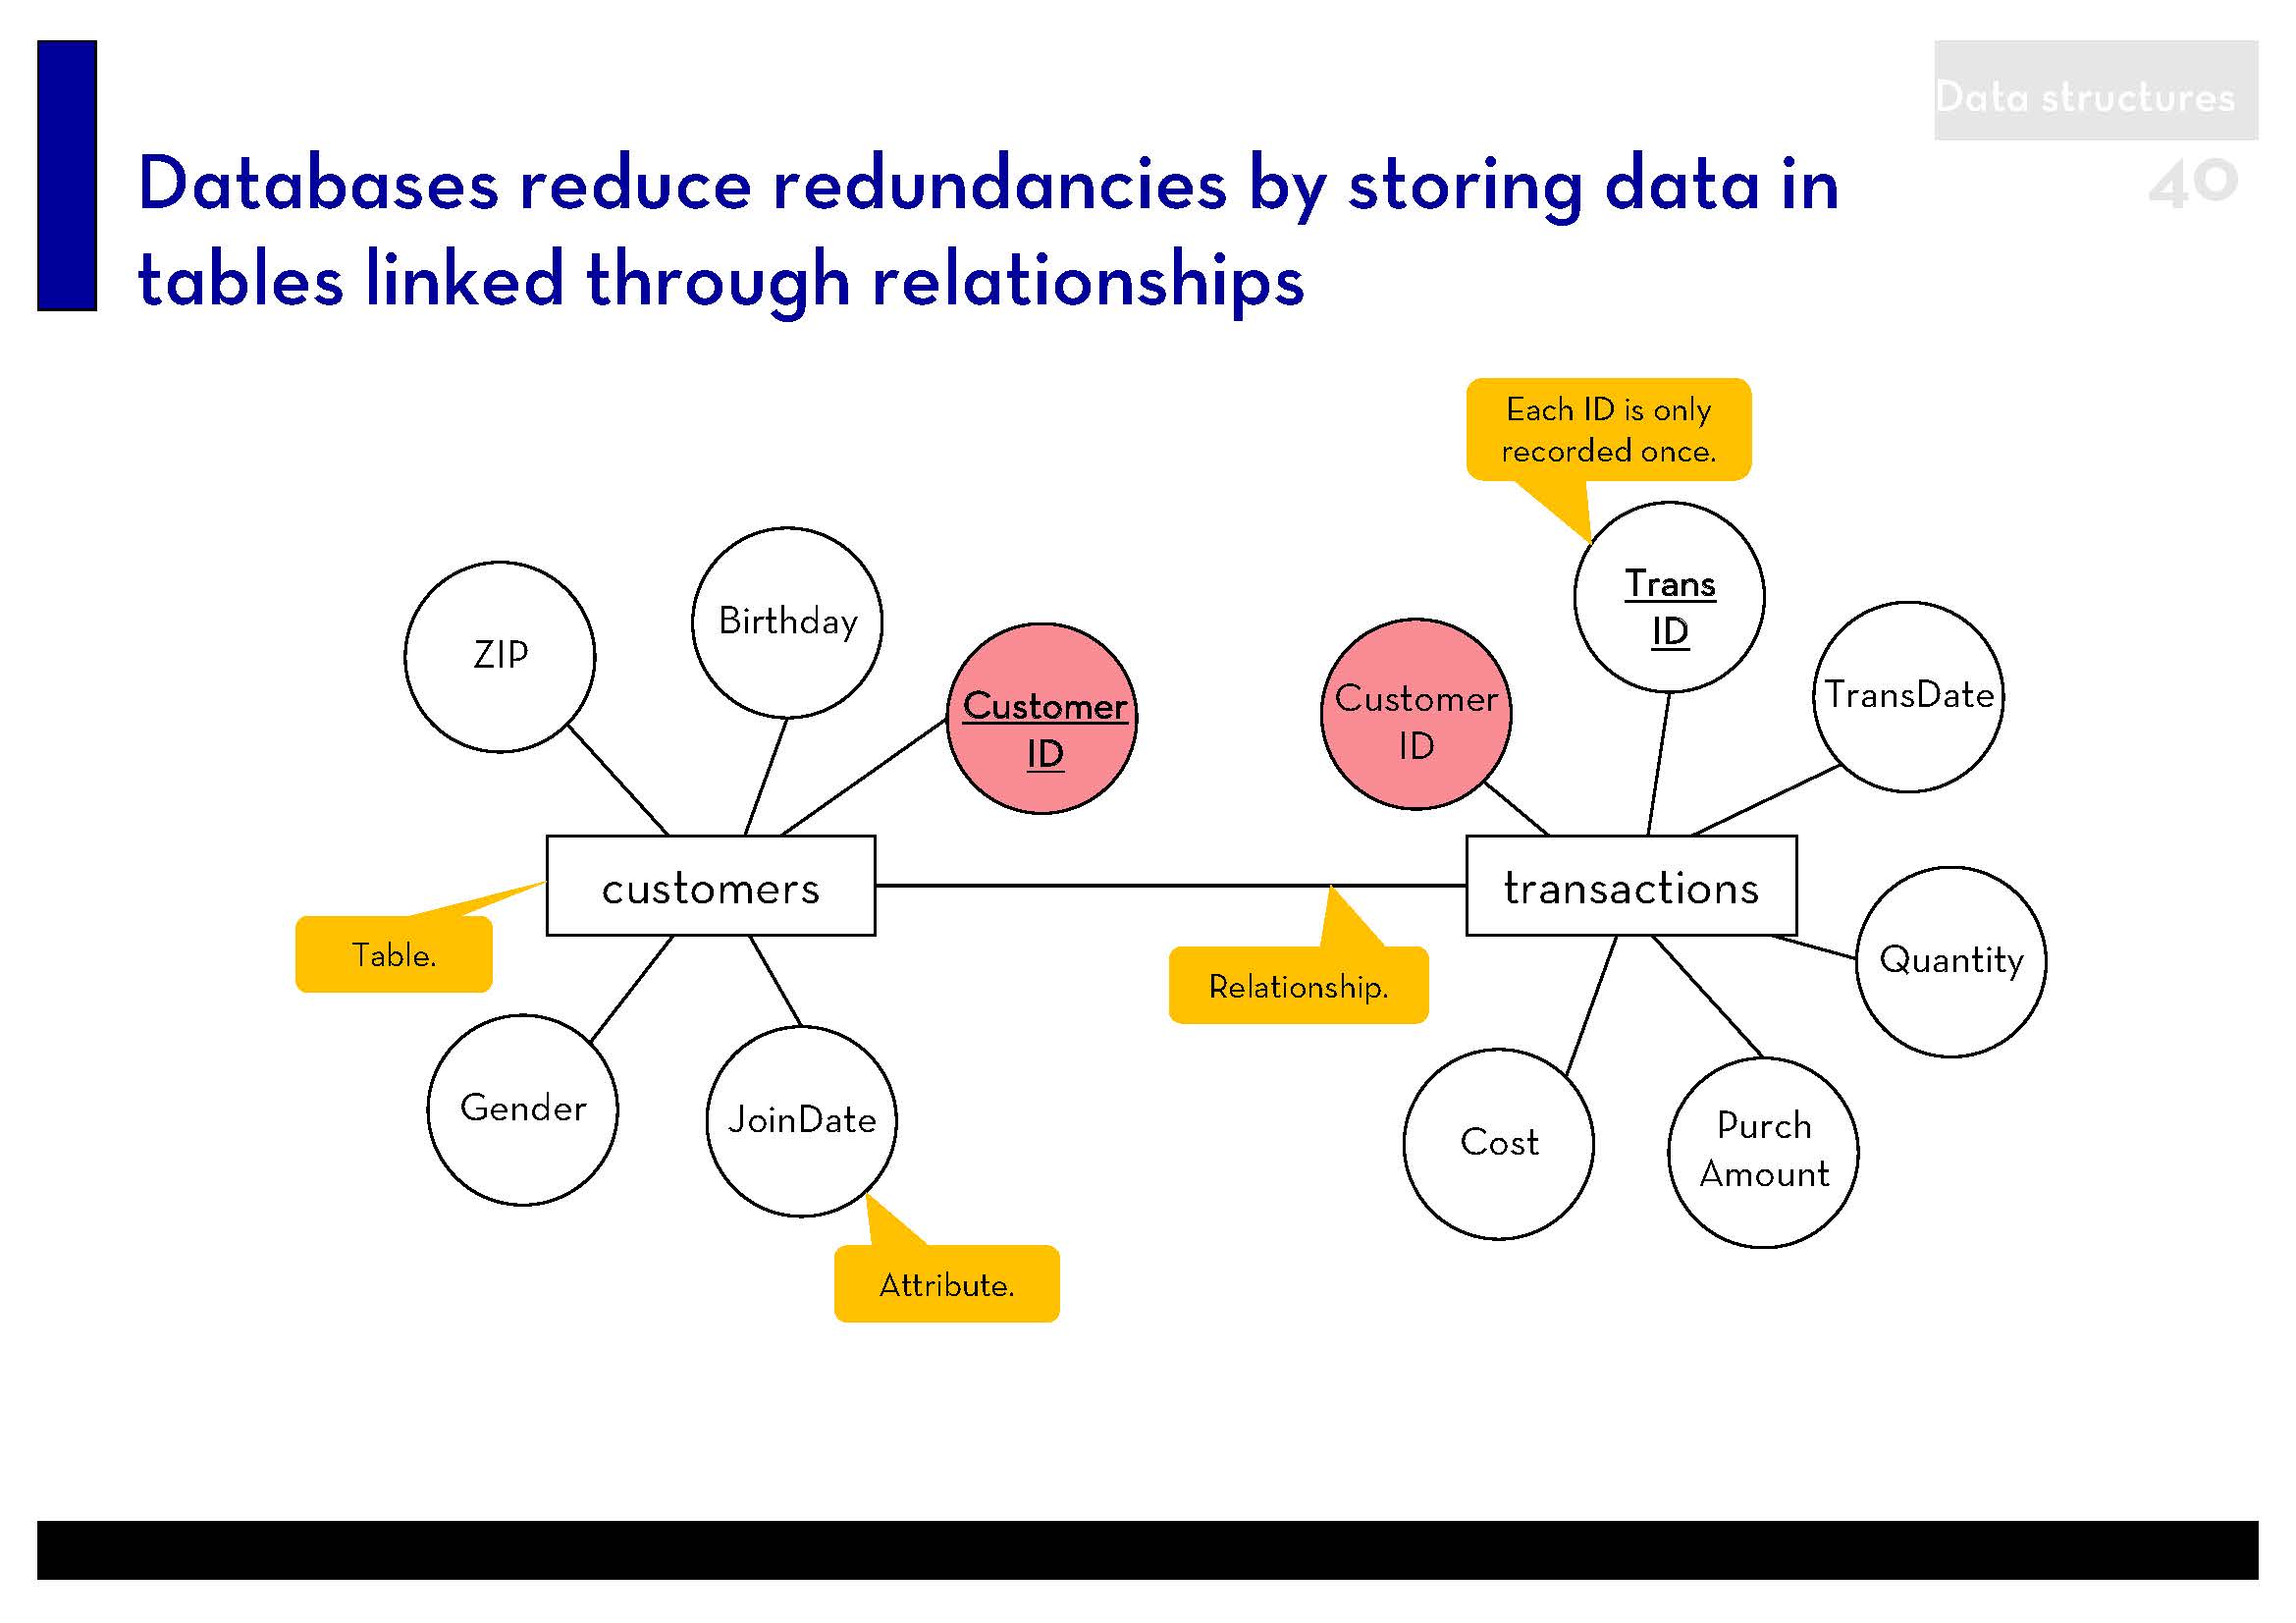 Data structures
40
Databases reduce redundancies by storing data in
tables linked through relationships
Each ID is only
recorded once.
ZIP
Birthday
Customer
ID
Customer
ID
Trans
ID
TransDate
customers
transactions
Table.
Relationship.
Quantity
Gender
JoinDate
Cost
Purch
Amount
Attribute.